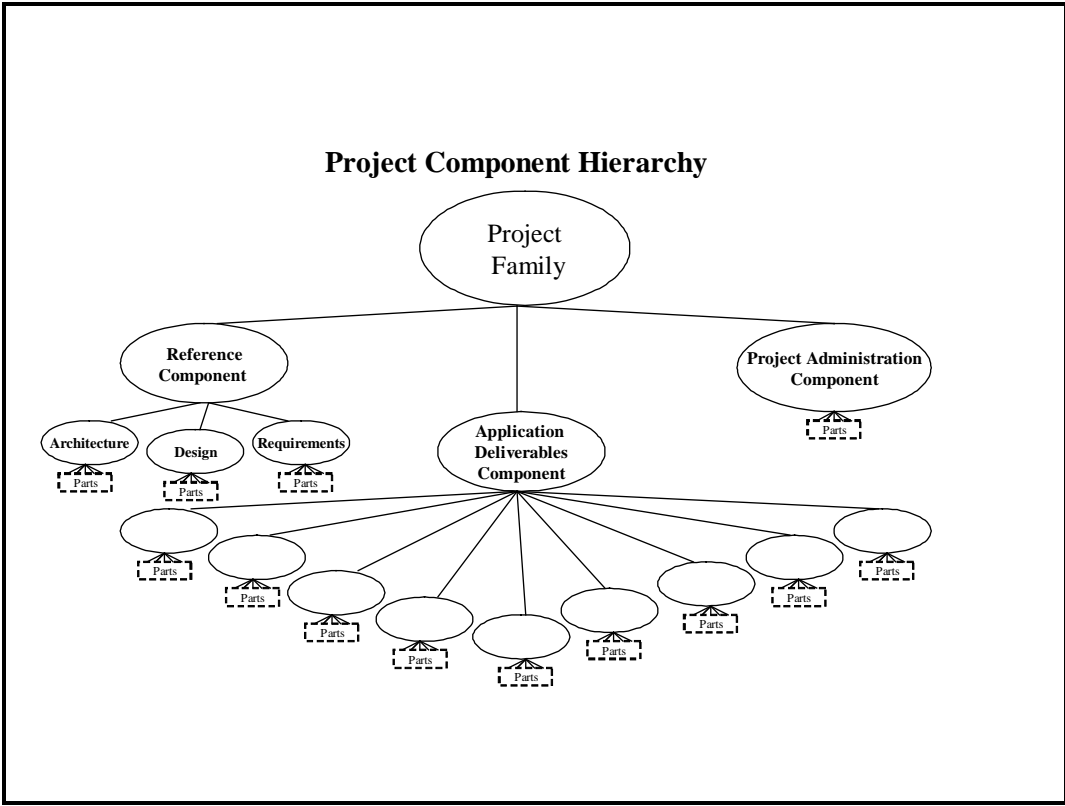 Project Component Hierarchy
Project
Family
Reference
Component
Project Administration
Component
Parts
Architecture
Design
Requirements
Parts
Parts
Parts
Application
Deliverables
Component
Parts
Parts
Parts
Parts
Parts
Parts
Parts
Parts
Parts